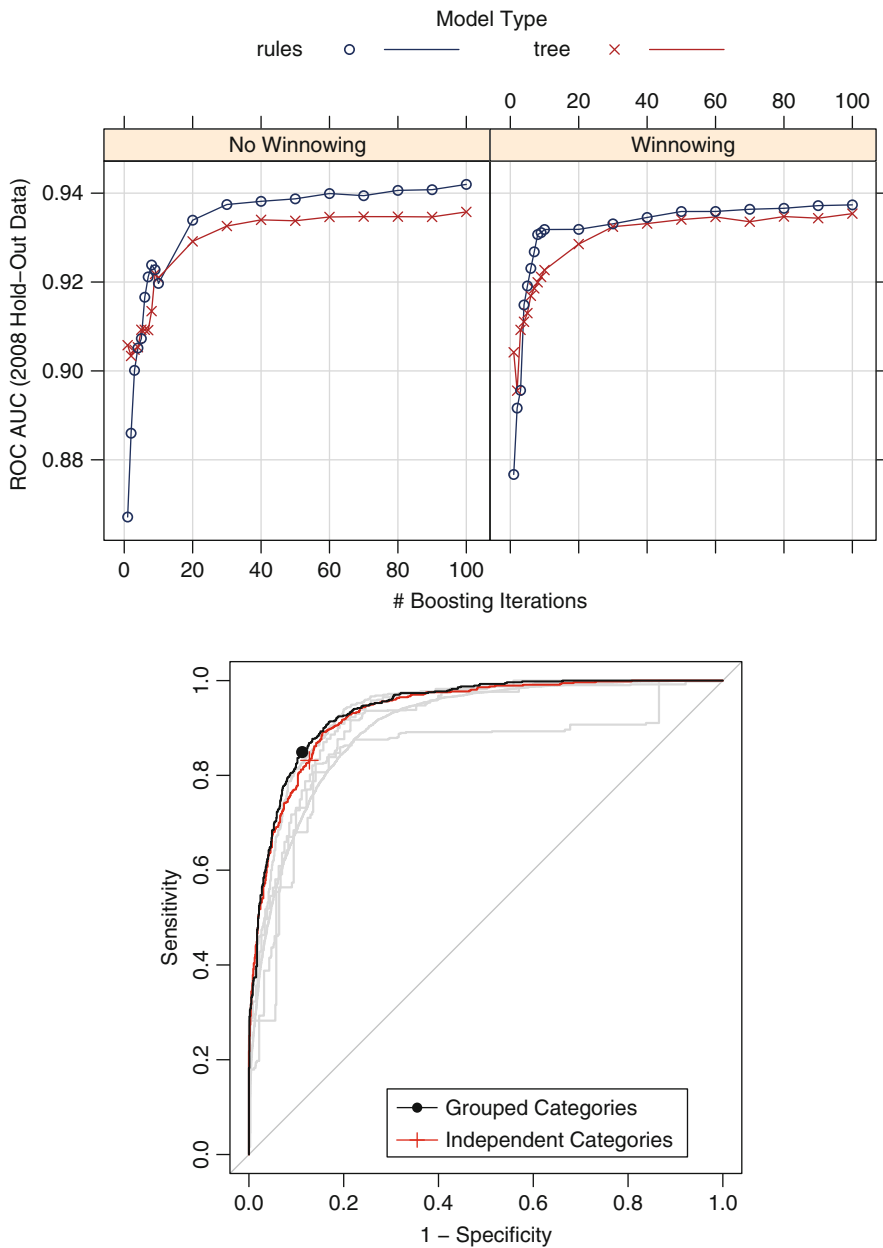 Model Type
rules tree
0 20 40 60 80 100
No Winnowing Winnowing
0.94
0.92
0.90
0.88
ROC AUC (2008 Hold–Out Data)
0 20 40 60 80 100
# Boosting Iterations
1.0
0.8
0.6
0.4
0.2
0.0
Sensitivity
Grouped Categories
Independent Categories
0.0 0.2 0.4 0.6 0.8 1.0
1 – Specificity